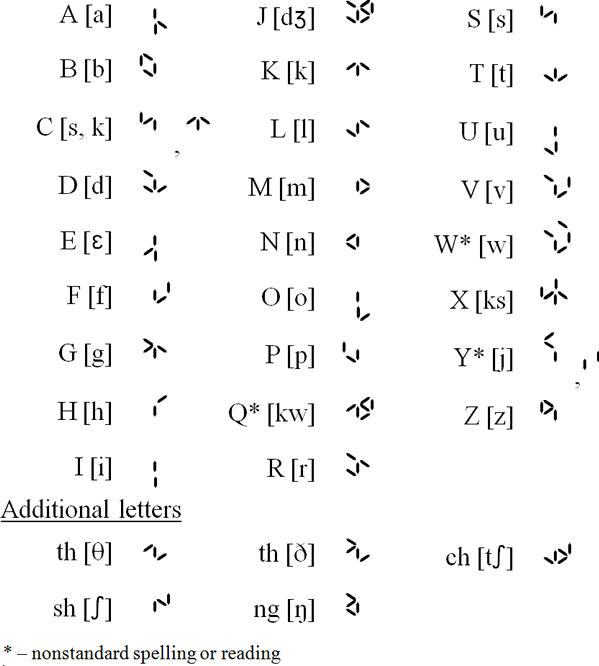 A [a] J [dʒ] S [s]
B [b] K [k] T [t]
C [s, k] , L [l] U [u]
D [d] M [m] V [v]
E [ɛ] N [n] W* [w]
F [f] O [o] X [ks]
G [g] P [p] Y* [j] ,
H [h] Q* [kw] Z [z]
I [i] R [r]
Additional letters
th [θ] th [ð] ch [tʃ]
sh [ʃ] ng [ŋ]
* – nonstandard spelling or reading